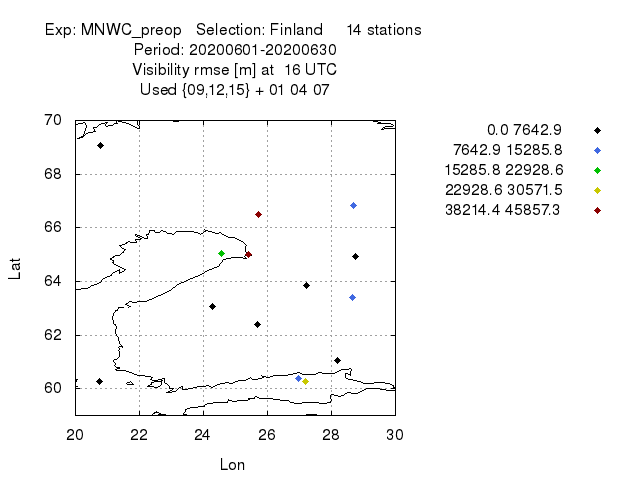 Exp: MNWC_preop Selection: Finland 14 stations
Period: 20200601-20200630
Visibility rmse [m] at 16 UTC
Used {09,12,15} + 01 04 07
0.0 7642.9
7642.9 15285.8
15285.8 22928.6
22928.6 30571.5
38214.4 45857.3
70
68
66
64
62
60
Lat
20 22 24 26 28 30
Lon